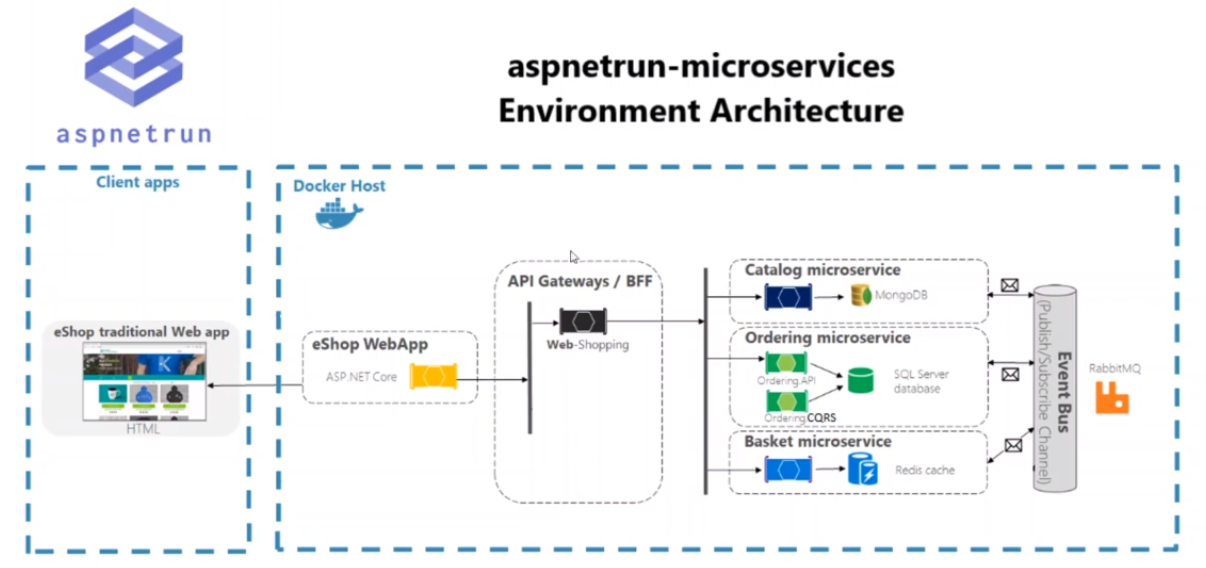 aspnetrun
aspnetrun-microservices
Environment Architecture
Client apps
eShop traditional Web app
HTML
Docker Host
eShop WebApp
ASP.NET Core
API Gateways / BFF
Web-Shopping
Catalog microservice
MongoDB
Ordering microservice
Ordering.API
SQL Server
database
Ordering.CQRS
Basket microservice
Redis cache
Event Bus
(Publish/Subscribe Channel)
RabbitMQ